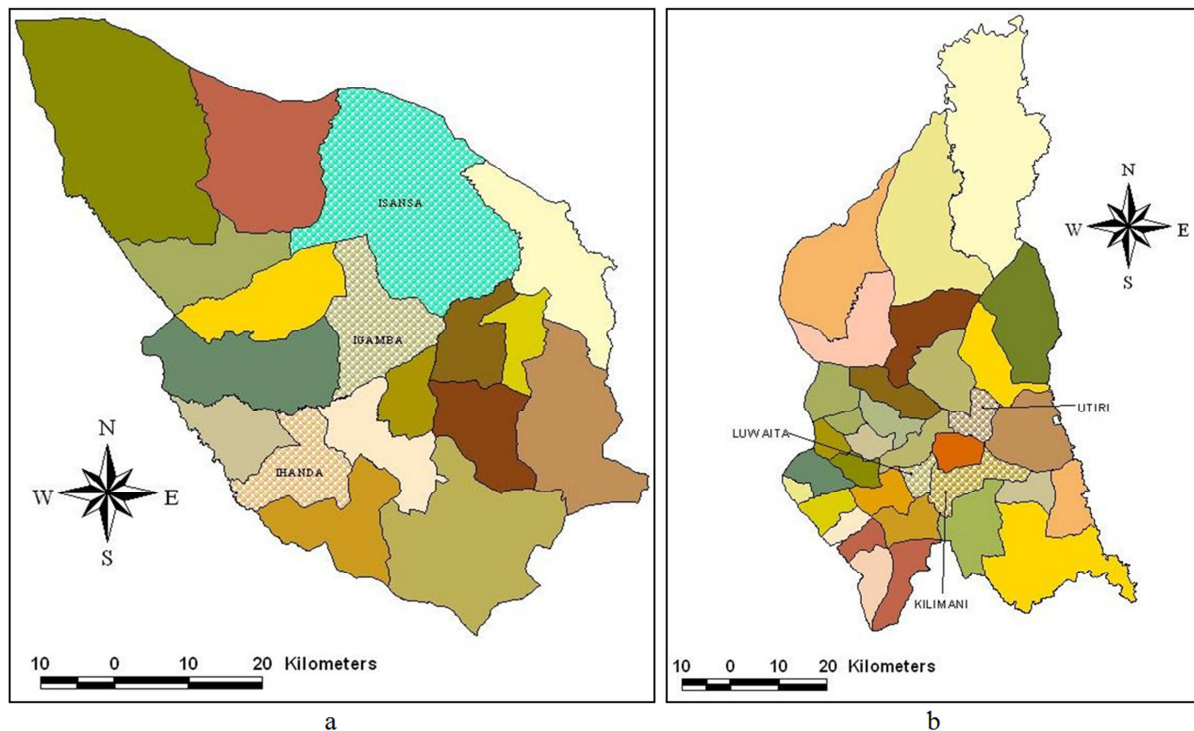 ISANSA
IGAMBA
IHANDA
N
W E
S
10 0 10 20 Kilometers
a
N
W E
S
UTIRI
LUWAITA
KILIMANI
10 0 10 20 Kilometers
b